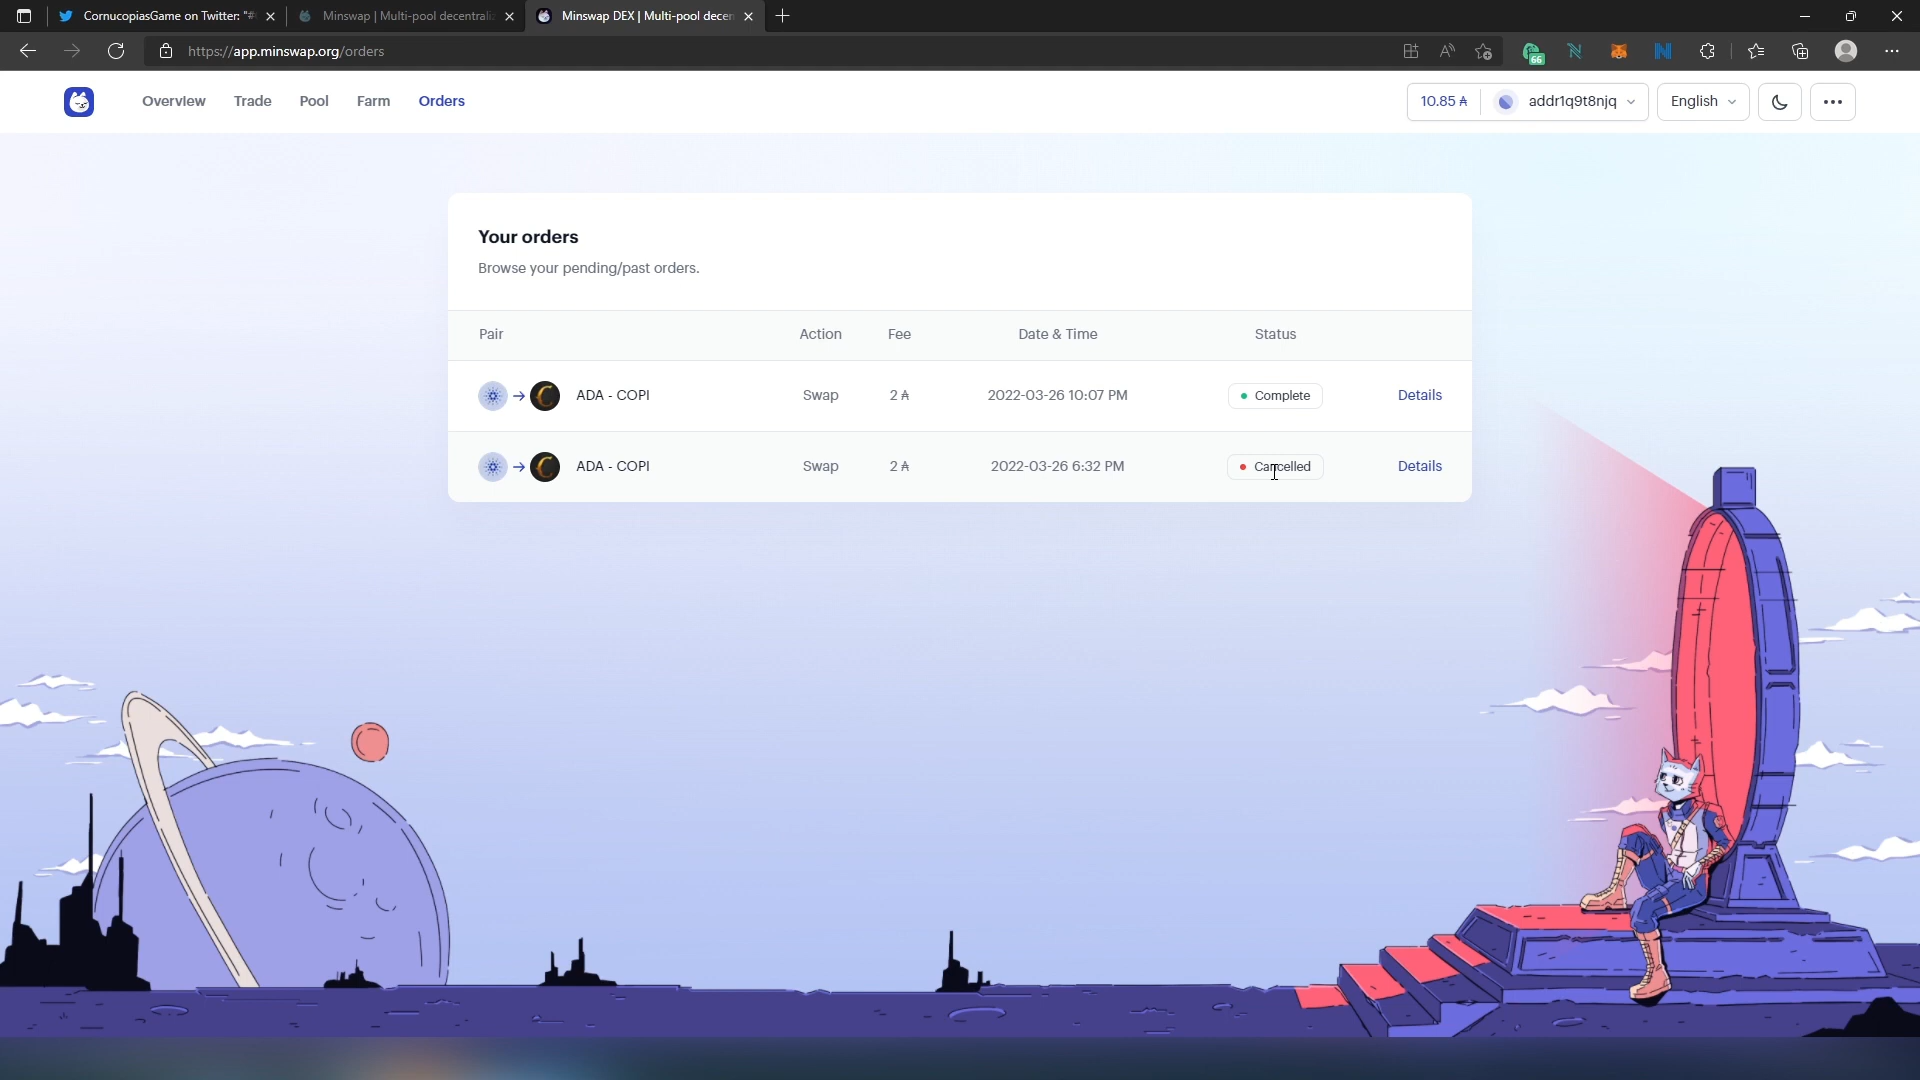 CornucopiasGame on Twitter: "#
Minswap | Multi-pool decentrali
Minswap DEX | Multi-pool decen
https://app.minswap.org/orders
66
Overview
Trade
Pool
Farm
Orders
10.85 ₳
addr1q9t8njq
English
Your orders
Browse your pending/past orders.
Pair
Action
Fee
Date & Time
Status
ADA - COPI
Swap
2 ₳
2022-03-26 10:07 PM
Complete
Details
ADA - COPI
Swap
2 ₳
2022-03-26 6:32 PM
Cancelled
Details